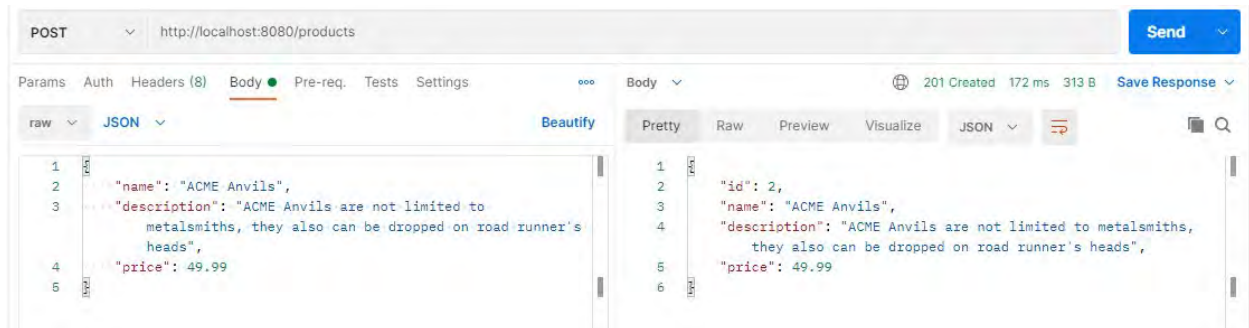 POST http://localhost:8080/products Send
Params Auth Headers (8) Body Pre-req. Tests Settings
raw JSON Beautify
1 {
2 "name": "ACME Anvils",
3 "description": "ACME Anvils are not limited to
metalsmiths, they also can be dropped on road runner's
heads",
4 "price": 49.99
5 }
Body 201 Created 172 ms 313 B Save Response
Pretty Raw Preview Visualize JSON
1 {
2 "id": 2,
3 "name": "ACME Anvils",
4 "description": "ACME Anvils are not limited to metalsmiths,
they also can be dropped on road runner's heads",
5 "price": 49.99
6 }